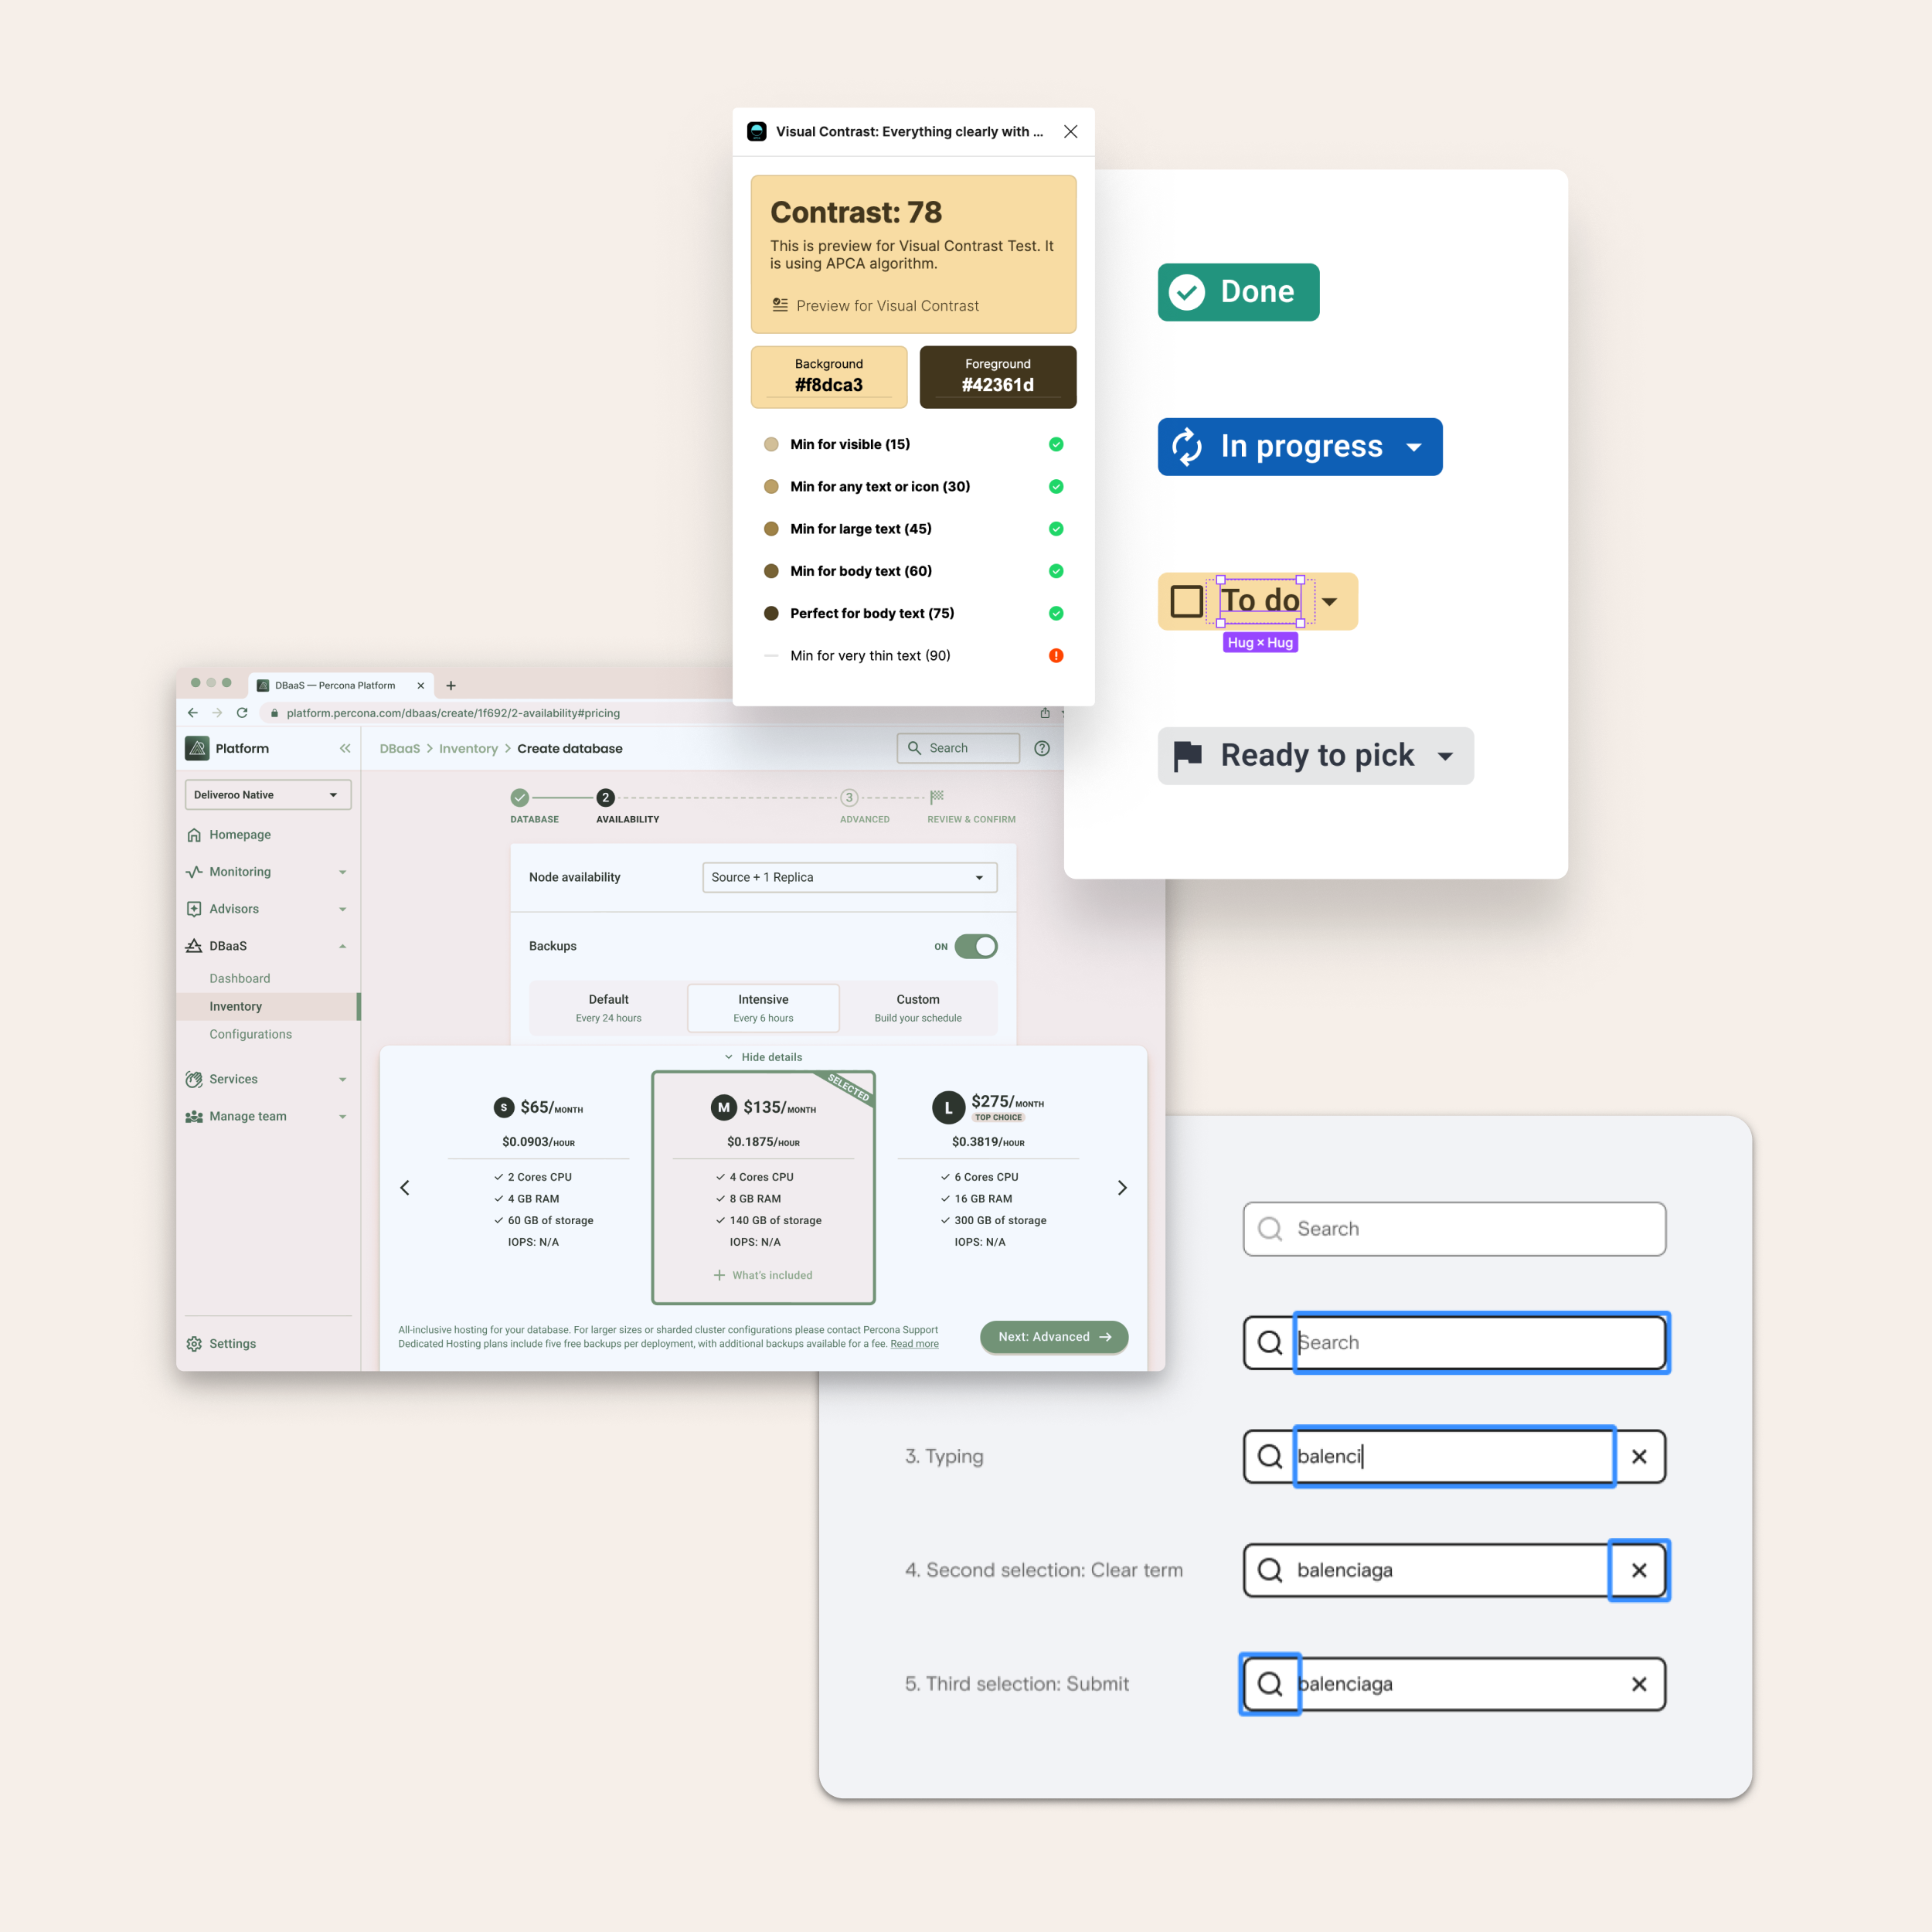 Visual Contrast: Everything clearly with ...
Contrast: 78
This is preview for Visual Contrast Test. It
is using APCA algorithm.
Preview for Visual Contrast
Background
#f8dca3
Foreground
#42361d
Min for visible (15)
Min for any text or icon (30)
Min for large text (45)
Min for body text (60)
Perfect for body text (75)
Min for very thin text (90)
Done
In progress
To do
Hug × Hug
Ready to pick
DBaaS — Percona Platform
platform.percona.com/dbaas/create/1f692/2-availability#pricing
Platform
DBaaS > Inventory > Create database
Search
Deliveroo Native
Homepage
Monitoring
Advisors
DBaaS
Dashboard
Inventory
Configurations
Services
Manage team
Settings
2
3
DATABASE
AVAILABILITY
ADVANCED
REVIEW & CONFIRM
Node availability
Source + 1 Replica
Backups
ON
Default
Every 24 hours
Intensive
Every 6 hours
Custom
Build your schedule
Hide details
S $65/MONTH
$0.0903/HOUR
2 Cores CPU
4 GB RAM
60 GB of storage
IOPS: N/A
SELECTED
M $135/MONTH
$0.1875/HOUR
4 Cores CPU
8 GB RAM
140 GB of storage
IOPS: N/A
What's included
L $275/MONTH
TOP CHOICE
$0.3819/HOUR
6 Cores CPU
16 GB RAM
300 GB of storage
IOPS: N/A
All-inclusive hosting for your database. For larger sizes or sharded cluster configurations please contact Percona Support
Dedicated Hosting plans include five free backups per deployment, with additional backups available for a fee. Read more
Next: Advanced
Search
Search
3. Typing
balenci
4. Second selection: Clear term
balenciaga
5. Third selection: Submit
balenciaga